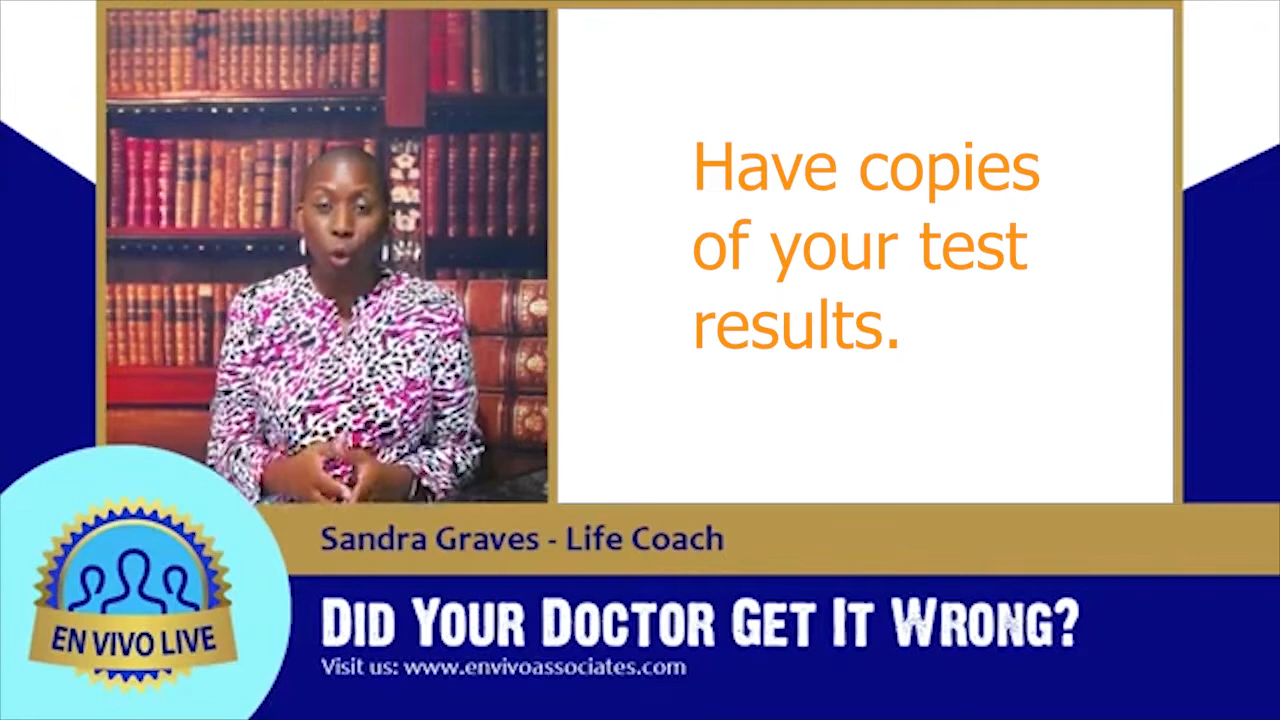 Have copies
of your test
results.
Sandra Graves - Life Coach
DID YOUR DOCTOR GET IT WRONG?
Visit us: www.envivoassociates.com
EN VIVO LIVE